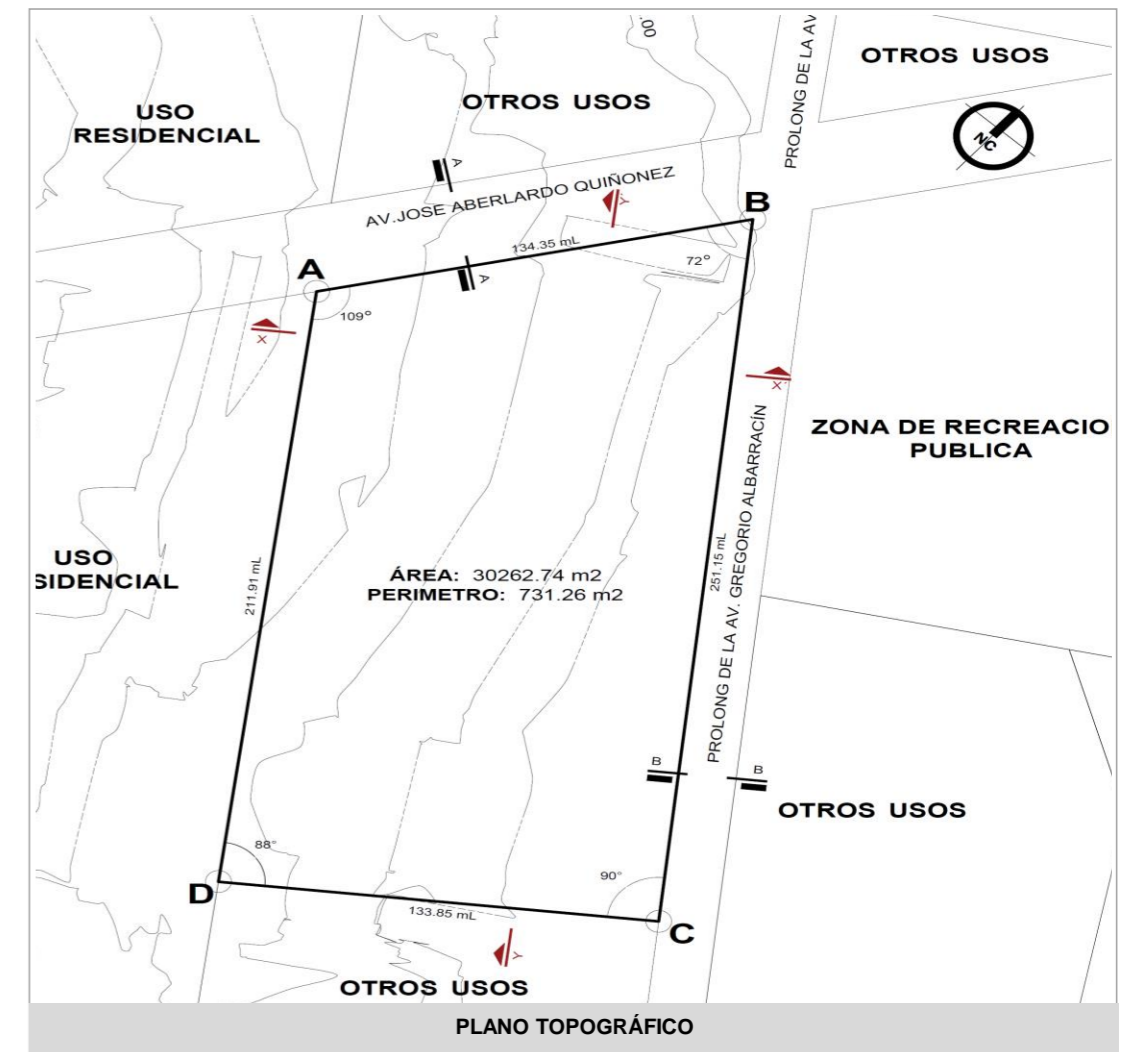 .00
PROLONG DE LA AV
OTROS USOS
USO
RESIDENCIAL
OTROS USOS
NC
A
AV.JOSE ABERLARDO QUIÑONEZ
Y'
B
134.35 mL
72°
A
A
109°
X
X'
ZONA DE RECREACIO
PUBLICA
USO
SIDENCIAL
211.91 mL
ÁREA: 30262.74 m2
PERIMETRO: 731.26 m2
251.15 mL
PROLONG DE LA AV. GREGORIO ALBARRACÍN
B
B
OTROS USOS
88°
90°
D
133.85 mL
C
Y
OTROS USOS
PLANO TOPOGRÁFICO